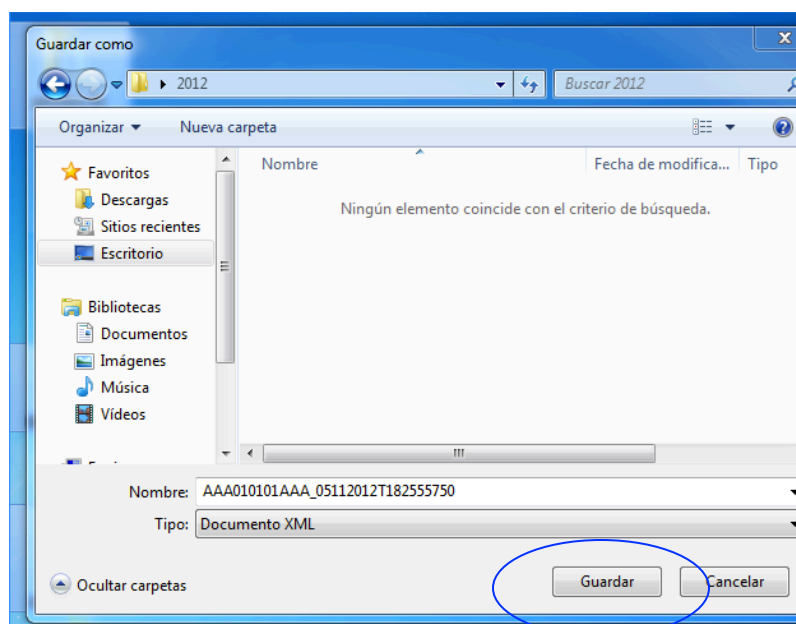 Guardar como
2012
Buscar 2012
Organizar
Nueva carpeta
Favoritos
Descargas
Sitios recientes
Escritorio
Bibliotecas
Documentos
Imágenes
Música
Vídeos
Nombre
Fecha de modifica...
Tipo
Ningún elemento coincide con el criterio de búsqueda.
Nombre: AAA010101AAA_05112012T182555750
Tipo: Documento XML
Ocultar carpetas
Guardar
Cancelar